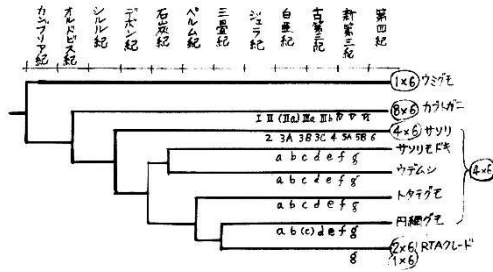 カンブリア紀
オルドビス紀
シルル紀
デボン紀
石炭紀
ペルム紀
三畳紀
ジュラ紀
白亜紀
古第三紀
新第三紀
第四紀
1×6 ウミグモ
8×6 カブトガニ
I II (IIa) IIIa IIIb IV V VI
4×6 サソリ
2 3A 3B 3C 4 5A 5B 6
サソリモドキ
a b c d e f g
ウデムシ
a b c d e f g
4×6
トタテグモ
a b c d e f g
円網グモ
a b (c) d e f g
2×6 RTAクレード
g 1×6